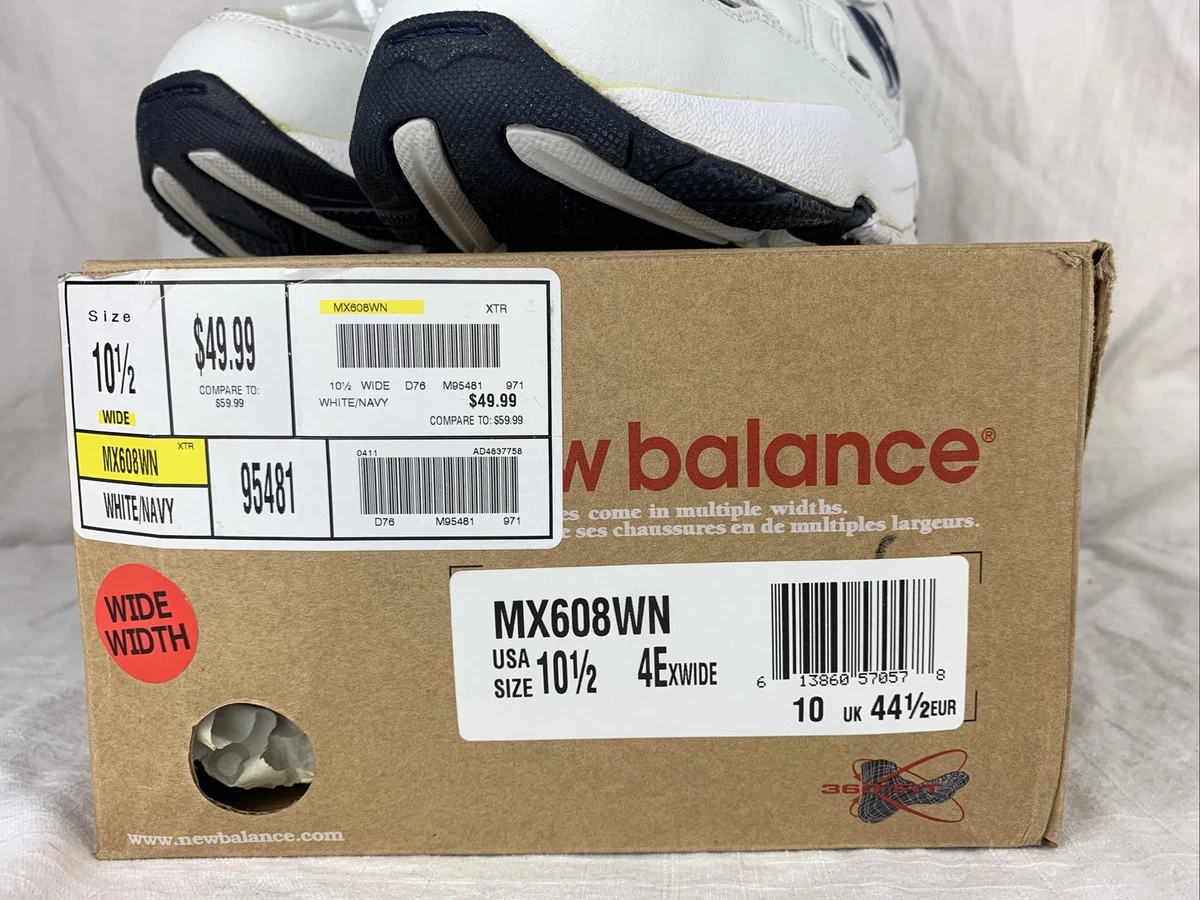 Size
10½
WIDE
$49.99
COMPARE TO:
$59.99
MX608WN XTR
10½ WIDE D76 M95481 971
WHITE/NAVY $49.99
COMPARE TO: $59.99
XTR
MX608WN
WHITE/NAVY
95481
0411 AD4837758
D76 M95481 971
w balance®
es come in multiple widths.
e ses chaussures en de multiples largeurs.
WIDE
WIDTH
MX608WN
USA
SIZE 10½ 4E XWIDE
6 13860 57057 8
10 UK 44½ EUR
360 FIT
www.newbalance.com